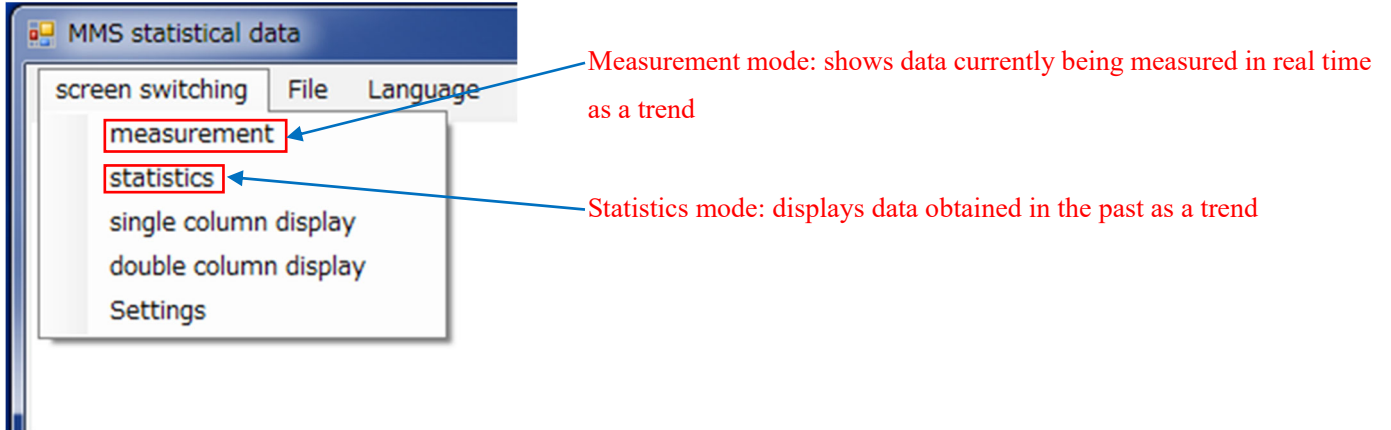 MMS statistical data
screen switching File Language
measurement
statistics
single column display
double column display
Settings
Measurement mode: shows data currently being measured in real time
as a trend
Statistics mode: displays data obtained in the past as a trend